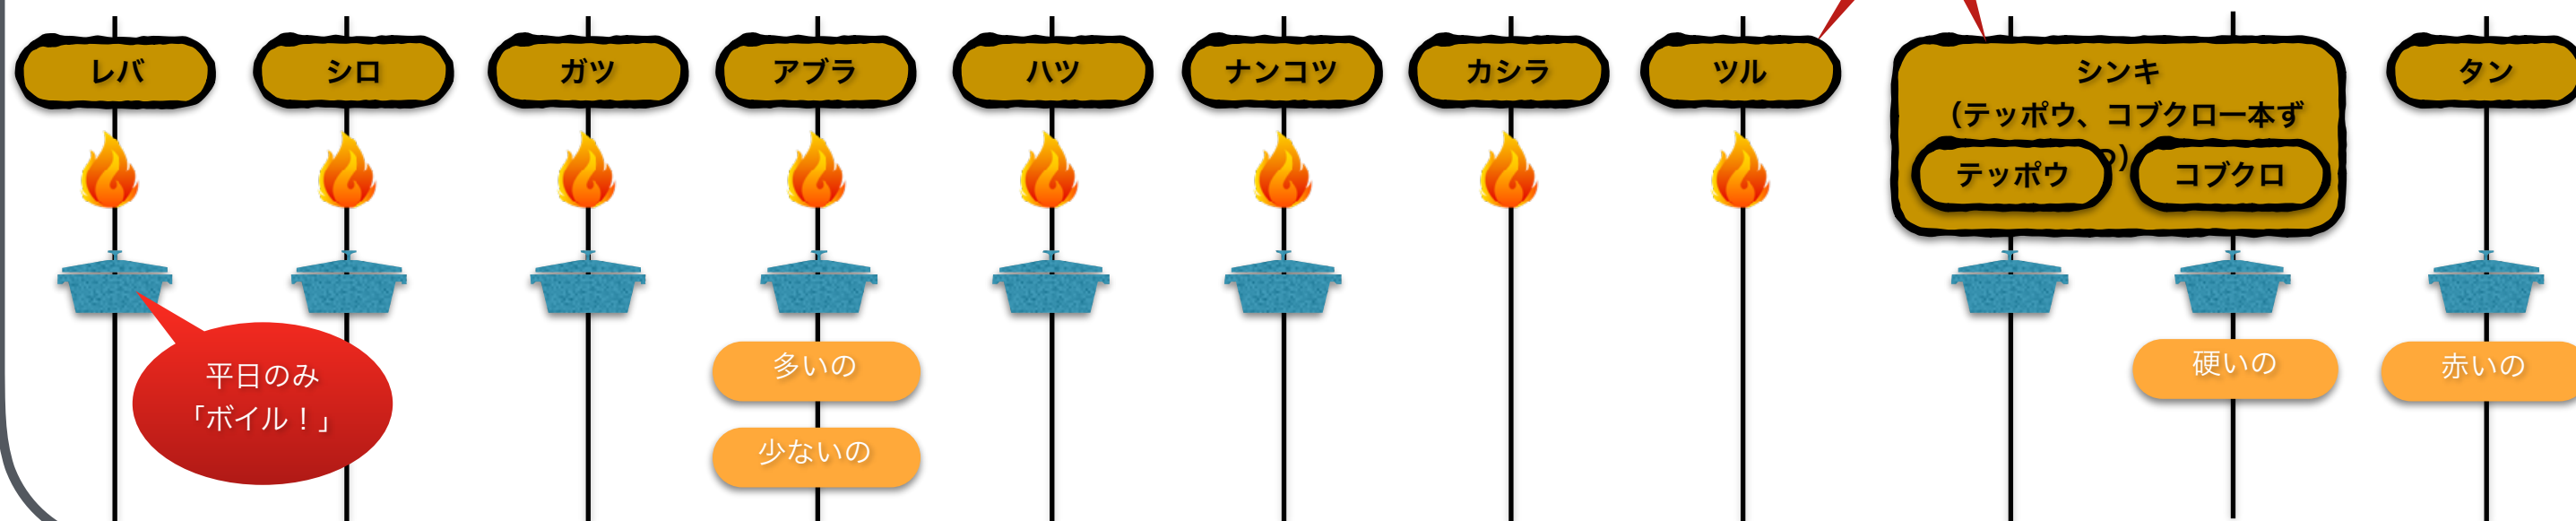 レバ
シロ
ガツ
アブラ
ハツ
ナンコツ
カシラ
ツル
シンキ
（テッポウ、コブクロ一本ず
つ）
テッポウ
コブクロ
タン
平日のみ
「ボイル！」
多いの
少ないの
硬いの
赤いの